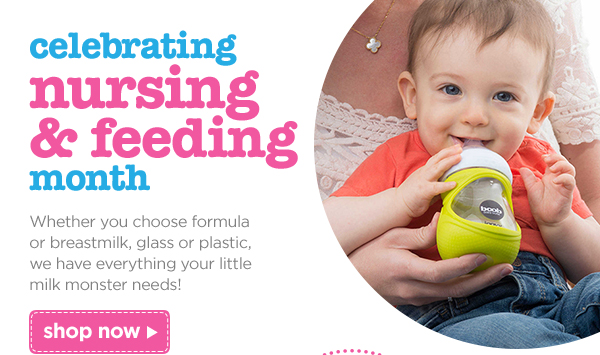 celebrating
nursing
& feeding
month
Whether you choose formula
or breastmilk, glass or plastic,
we have everything your little
milk monster needs!
shop now
boob